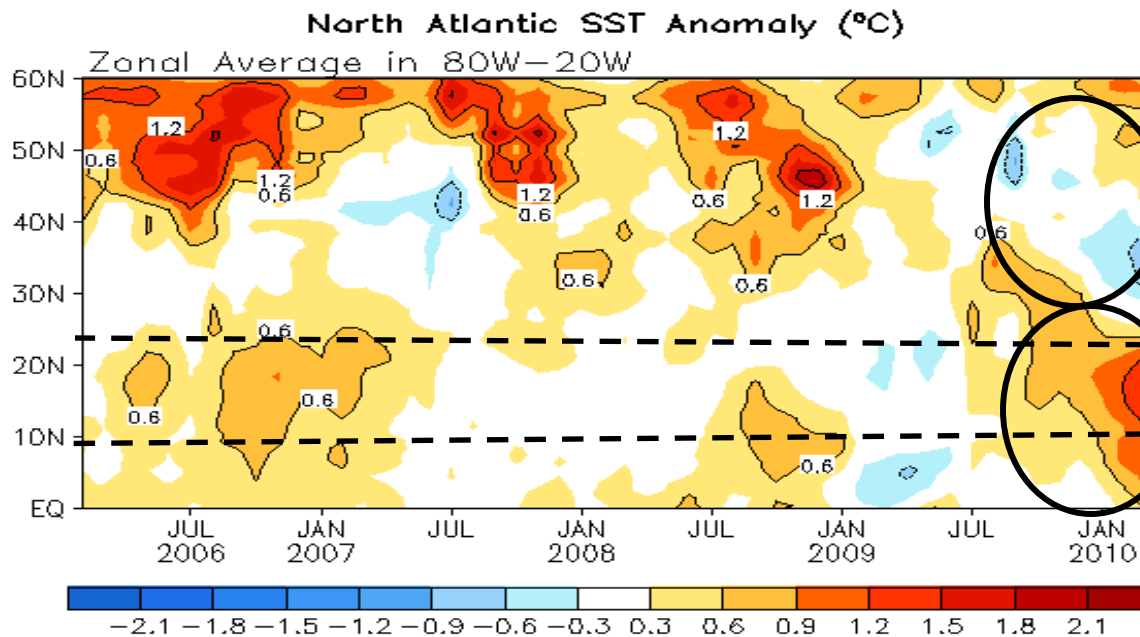 North Atlantic SST Anomaly (ºC)
Zonal Average in 80W−20W
60N
50N
40N
30N
20N
10N
EQ
1.2
0.6
1.2
0.6
1.2
0.6
0.6
1.2
0.6
1.2
0.6
0.6
0.6
0.6
0.6
0.6
0.6
JUL JAN JUL JAN JUL JAN JUL JAN
2006 2007 2008 2009 2010
−2.1 −1.8 −1.5 −1.2 −0.9 −0.6 −0.3 0.3 0.6 0.9 1.2 1.5 1.8 2.1